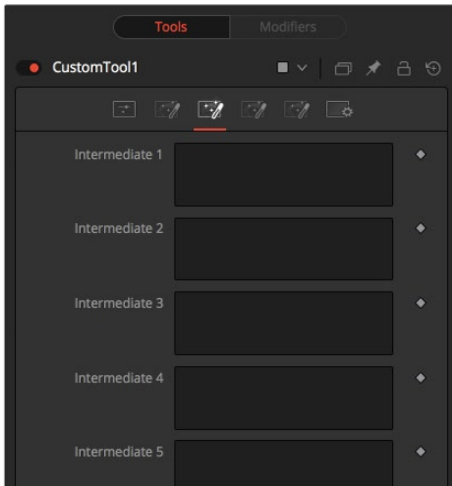 Tools Modifiers
CustomTool1
Intermediate 1
Intermediate 2
Intermediate 3
Intermediate 4
Intermediate 5